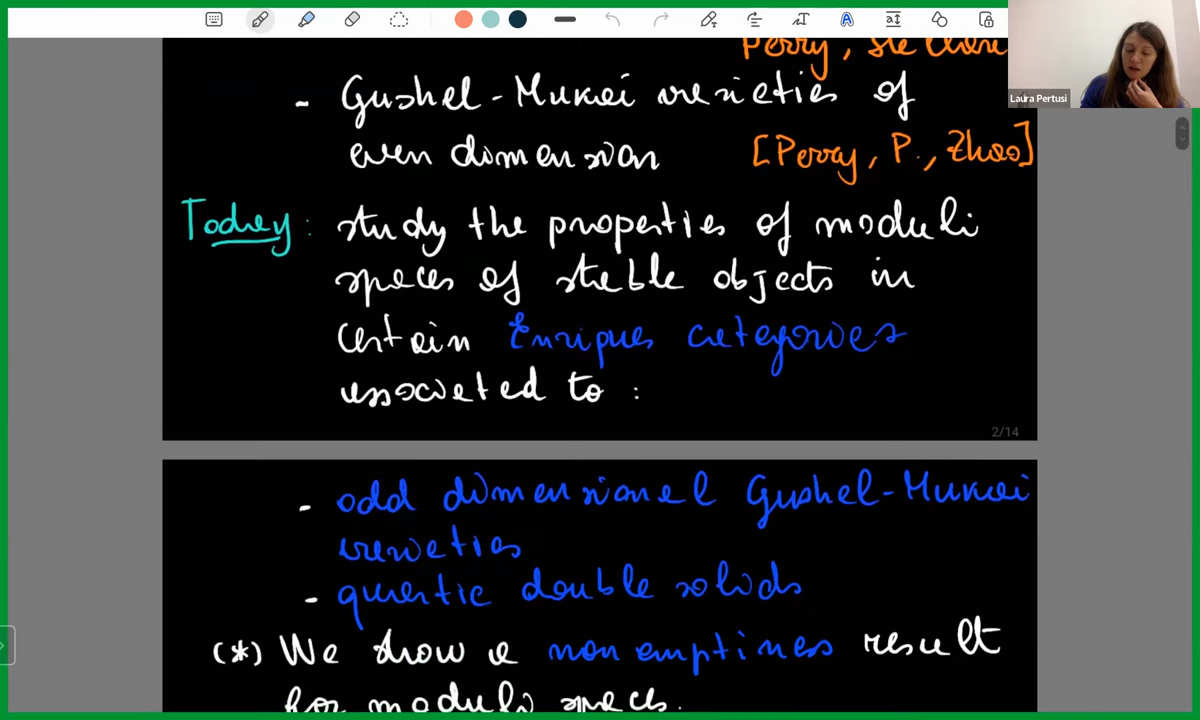 Perry,
Laura Pertusi
- Gushel-Mukai varieties of
even dimension [Perry, P., Zhao]
Today: study the properties of moduli
spaces of stable objects in
certain Enriques categories
associated to :
2/14
- odd dimensional Gushel-Mukai
varieties
- quartic double solids
(*) We show a non emptiness result
for moduli spaces.